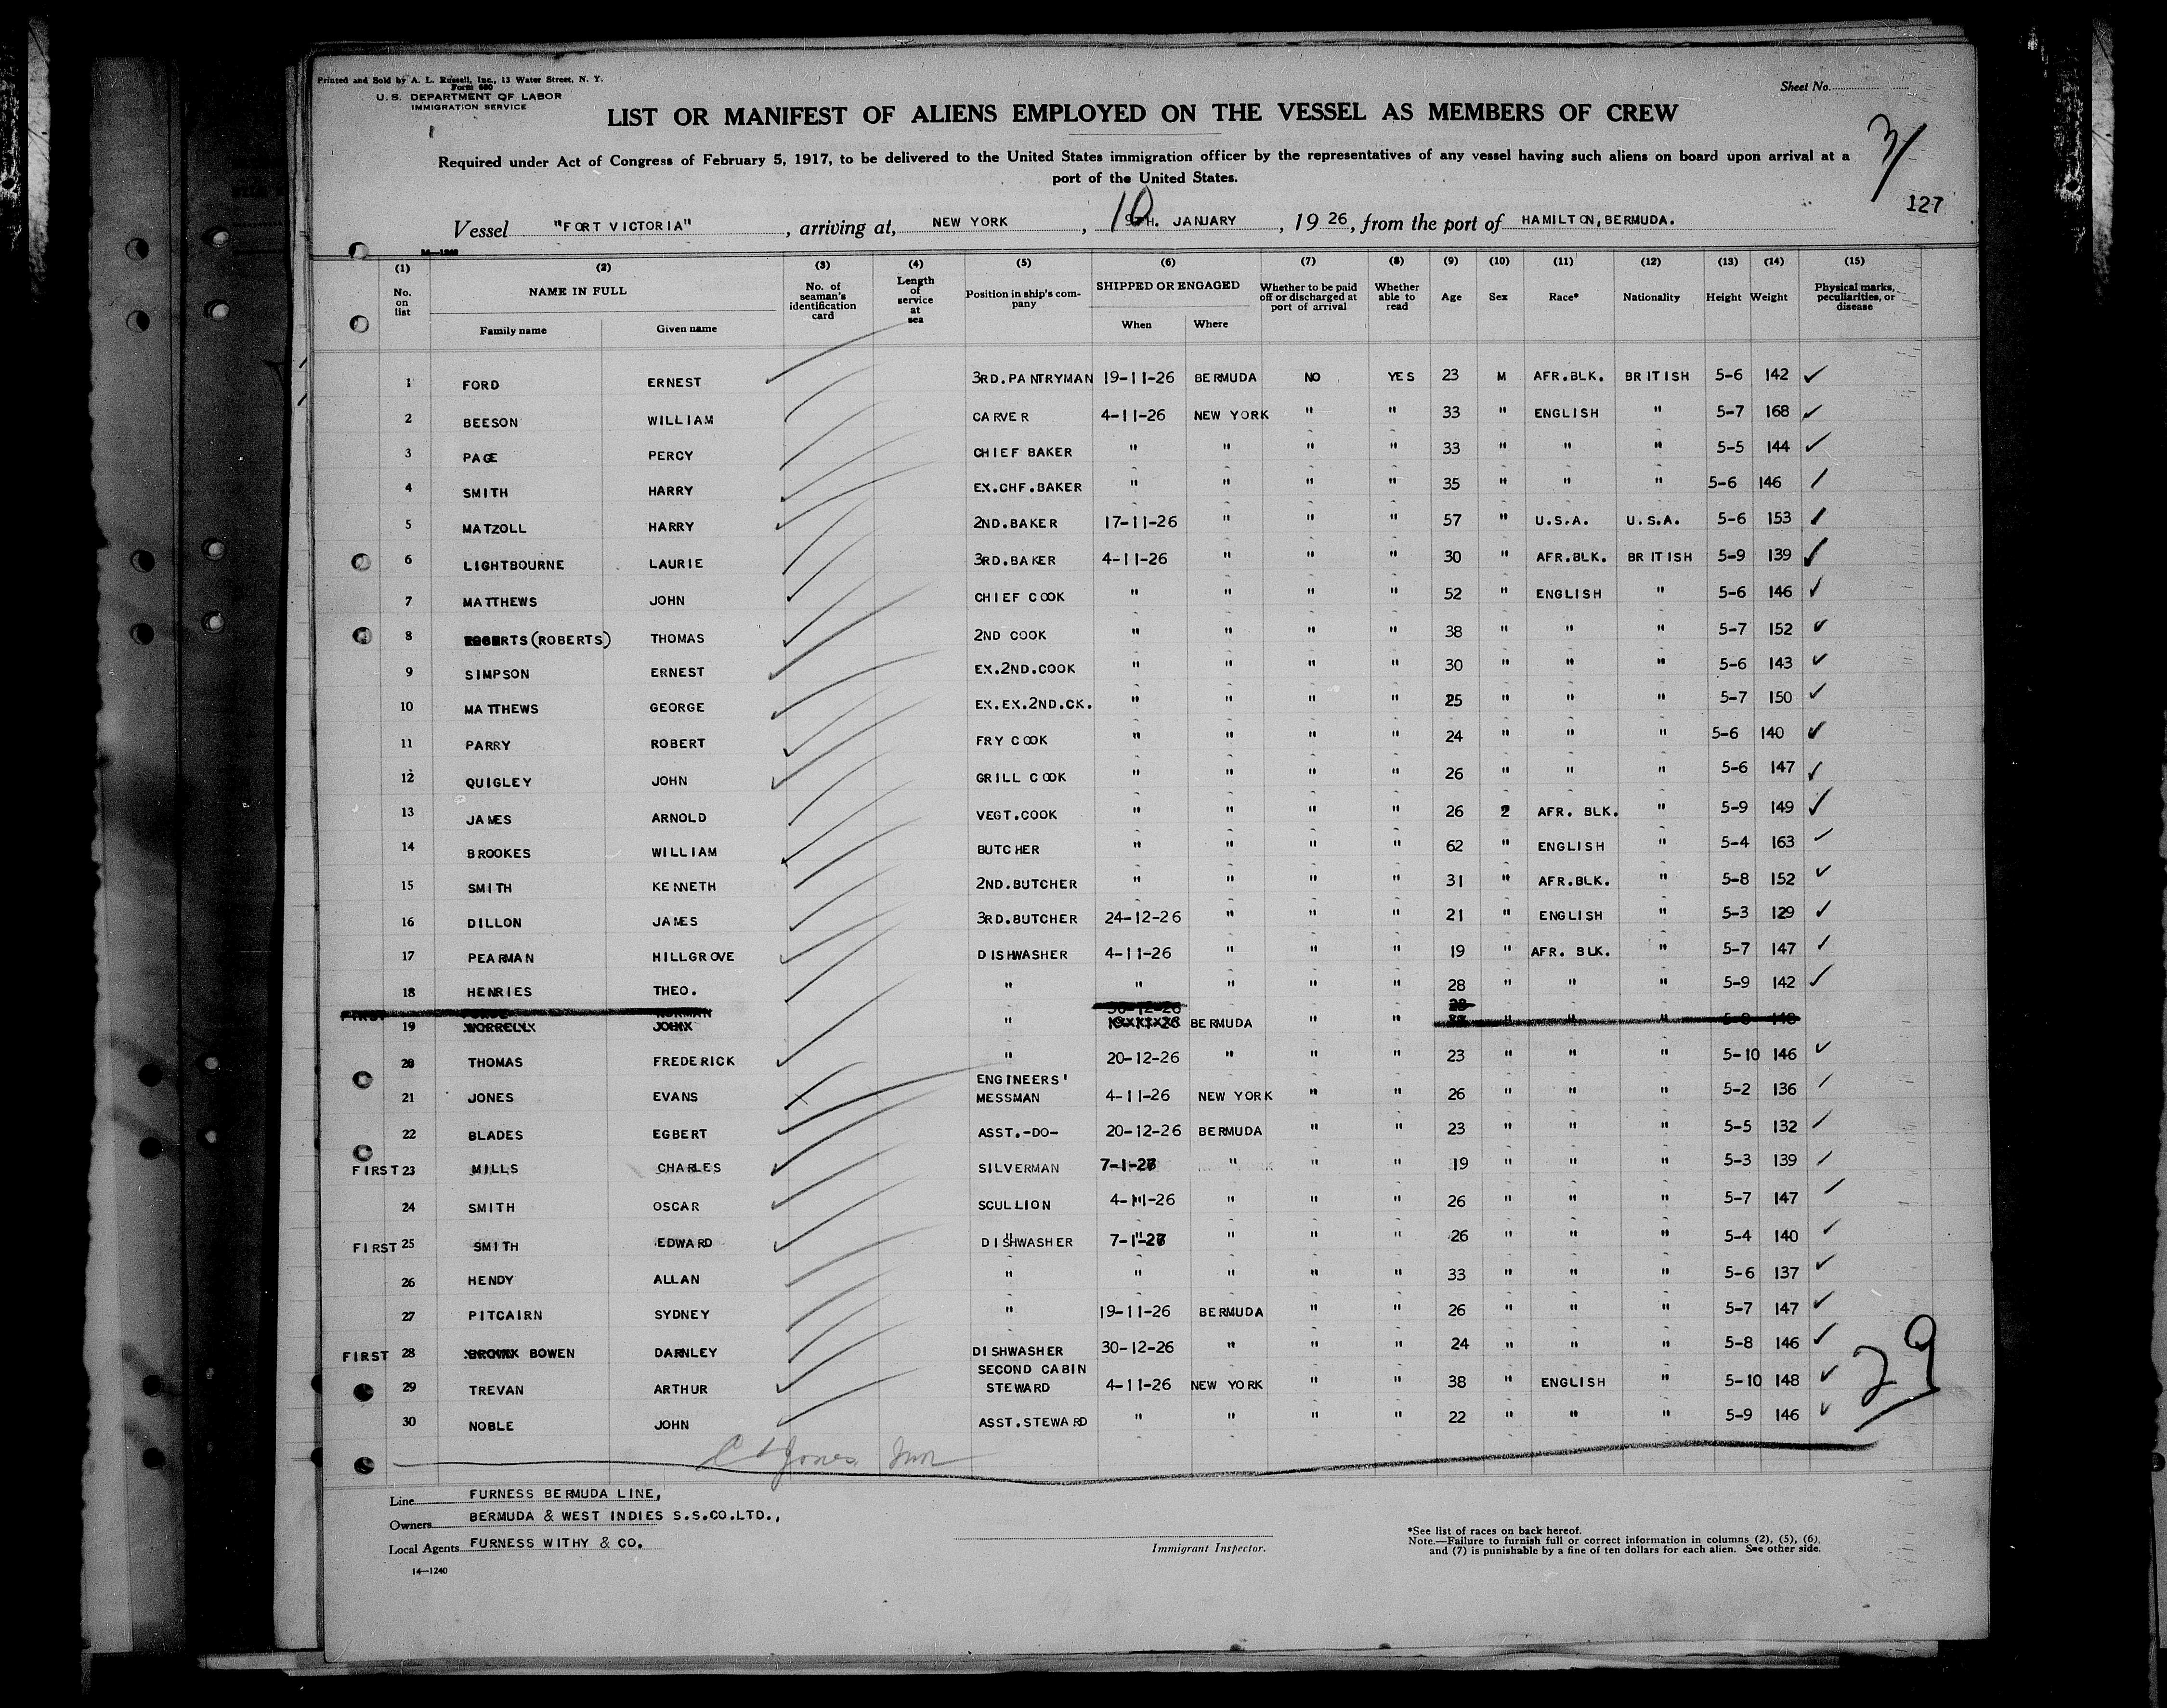 Printed and Sold by A. L. Russell, Inc., 13 Water Street, N. Y.
Form 680
U. S. DEPARTMENT OF LABOR
IMMIGRATION SERVICE
Sheet No.
LIST OR MANIFEST OF ALIENS EMPLOYED ON THE VESSEL AS MEMBERS OF CREW
3/
Required under Act of Congress of February 5, 1917, to be delivered to the United States immigration officer by the representatives of any vessel having such aliens on board upon arrival at a
port of the United States.
127
Vessel "FORT VICTORIA", arriving at, NEW YORK, 10 9TH. JANUARY, 19 26, from the port of HAMILTON, BERMUDA.
14—1240
(1) (2) (3) (4) (5) (6) (7) (8) (9) (10) (11) (12) (13) (14) (15)
No. on list NAME IN FULL Family name Given name No. of seaman's identification card Length of service at sea Position in ship's company SHIPPED OR ENGAGED When Where Whether to be paid off or discharged at port of arrival Whether able to read Age Sex Race* Nationality Height Weight Physical marks, peculiarities, or disease
1 FORD ERNEST 3RD.PANTRYMAN 19-11-26 BERMUDA NO YES 23 M AFR.BLK. BRITISH 5-6 142
2 BEESON WILLIAM CARVER 4-11-26 NEW YORK " " 33 " ENGLISH " 5-7 168
3 PAGE PERCY CHIEF BAKER " " " " 33 " " " 5-5 144
4 SMITH HARRY EX.CHF.BAKER " " " " 35 " " " 5-6 146
5 MATZOLL HARRY 2ND.BAKER 17-11-26 " " " 57 " U.S.A. U.S.A. 5-6 153
6 LIGHTBOURNE LAURIE 3RD.BAKER 4-11-26 " " " 30 " AFR.BLK. BRITISH 5-9 139
7 MATTHEWS JOHN CHIEF COOK " " " " 52 " ENGLISH " 5-6 146
8 (ROBERTS) THOMAS 2ND COOK " " " " 38 " " " 5-7 152
9 SIMPSON ERNEST EX.2ND.COOK " " " " 30 " " " 5-6 143
10 MATTHEWS GEORGE EX.EX.2ND.CK. " " " " 25 " " " 5-7 150
11 PARRY ROBERT FRY COOK " " " " 24 " " " 5-6 140
12 QUIGLEY JOHN GRILL COOK " " " " 26 " " " 5-6 147
13 JAMES ARNOLD VEGT.COOK " " " " 26 2 AFR. BLK. " 5-9 149
14 BROOKES WILLIAM BUTCHER " " " " 62 " ENGLISH " 5-4 163
15 SMITH KENNETH 2ND.BUTCHER " " " " 31 " AFR.BLK. " 5-8 152
16 DILLON JAMES 3RD.BUTCHER 24-12-26 " " " 21 " ENGLISH " 5-3 129
17 PEARMAN HILLGROVE DISHWASHER 4-11-26 " " " 19 " AFR. BLK. " 5-7 147
18 HENRIES THEO. " " " " " 28 " " " 5-9 142
FIRST 19 NORMAN " BERMUDA " " " " "
20 THOMAS FREDERICK " 20-12-26 " " " 23 " " " 5-10 146
21 JONES EVANS ENGINEERS' MESSMAN 4-11-26 NEW YORK " " 26 " " " 5-2 136
22 BLADES EGBERT ASST.-DO- 20-12-26 BERMUDA " " 23 " " " 5-5 132
FIRST 23 MILLS CHARLES SILVERMAN 7-1-27 " " " 19 " " " 5-3 139
24 SMITH OSCAR SCULLION 4-11-26 " " " 26 " " " 5-7 147
FIRST 25 SMITH EDWARD DISHWASHER 7-1-27 " " " 26 " " " 5-4 140
26 HENDY ALLAN " " " " " 33 " " " 5-6 137
27 PITCAIRN SYDNEY " 19-11-26 BERMUDA " " 26 " " " 5-7 147
FIRST 28 BOWEN DARNLEY DISHWASHER 30-12-26 " " " 24 " " " 5-8 146
29 TREVAN ARTHUR SECOND CABIN STEWARD 4-11-26 NEW YORK " " 38 " ENGLISH " 5-10 148
30 NOBLE JOHN ASST.STEWARD " " " " 22 " " " 5-9 146
29
Jones
Line FURNESS BERMUDA LINE,
Owners BERMUDA & WEST INDIES S.S.CO.LTD.,
Local Agents FURNESS WITHY & CO.
Immigrant Inspector.
*See list of races on back hereof.
Note.—Failure to furnish full or correct information in columns (2), (5), (6), and (7) is punishable by a fine of ten dollars for each alien. See other side.
14—1240